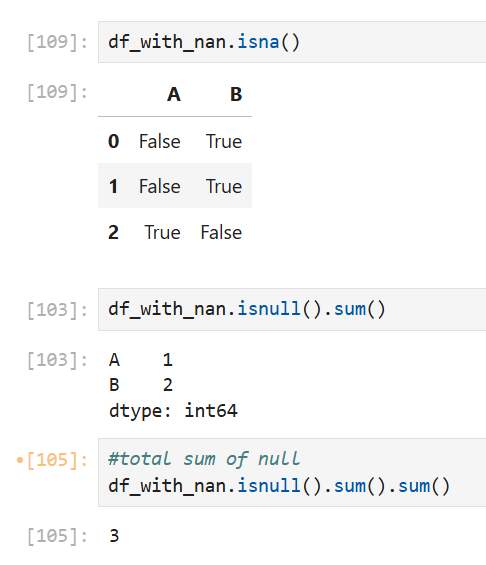 [109]: df_with_nan.isna()
[109]: A B
0 False True
1 False True
2 True False
[103]: df_with_nan.isnull().sum()
[103]: A 1
B 2
dtype: int64
•[105]: #total sum of null
df_with_nan.isnull().sum().sum()
[105]: 3